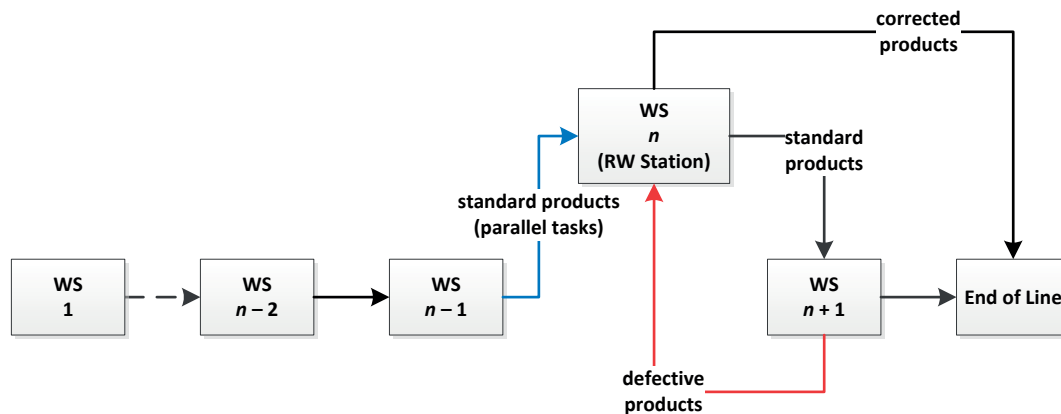 corrected
products
WS
n
(RW Station)
standard
products
standard products
(parallel tasks)
WS
1
WS
n – 2
WS
n – 1
WS
n + 1
End of Line
defective
products